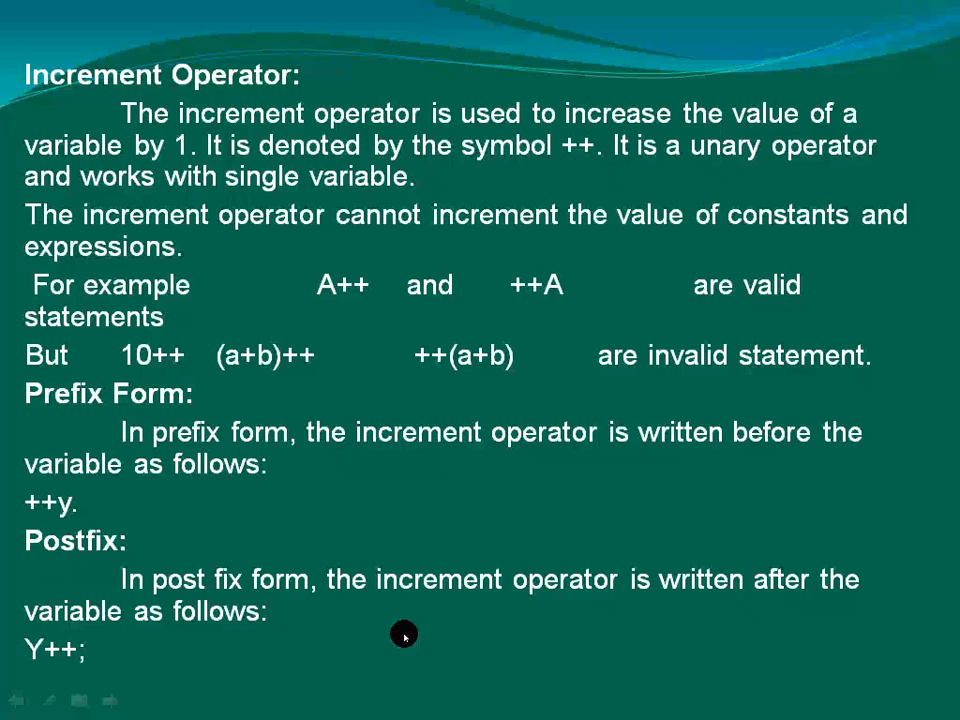 Increment Operator:
The increment operator is used to increase the value of a
variable by 1. It is denoted by the symbol ++. It is a unary operator
and works with single variable.
The increment operator cannot increment the value of constants and
expressions.
For example A++ and ++A are valid
statements
But 10++ (a+b)++ ++(a+b) are invalid statement.
Prefix Form:
In prefix form, the increment operator is written before the
variable as follows:
++y.
Postfix:
In post fix form, the increment operator is written after the
variable as follows:
Y++;